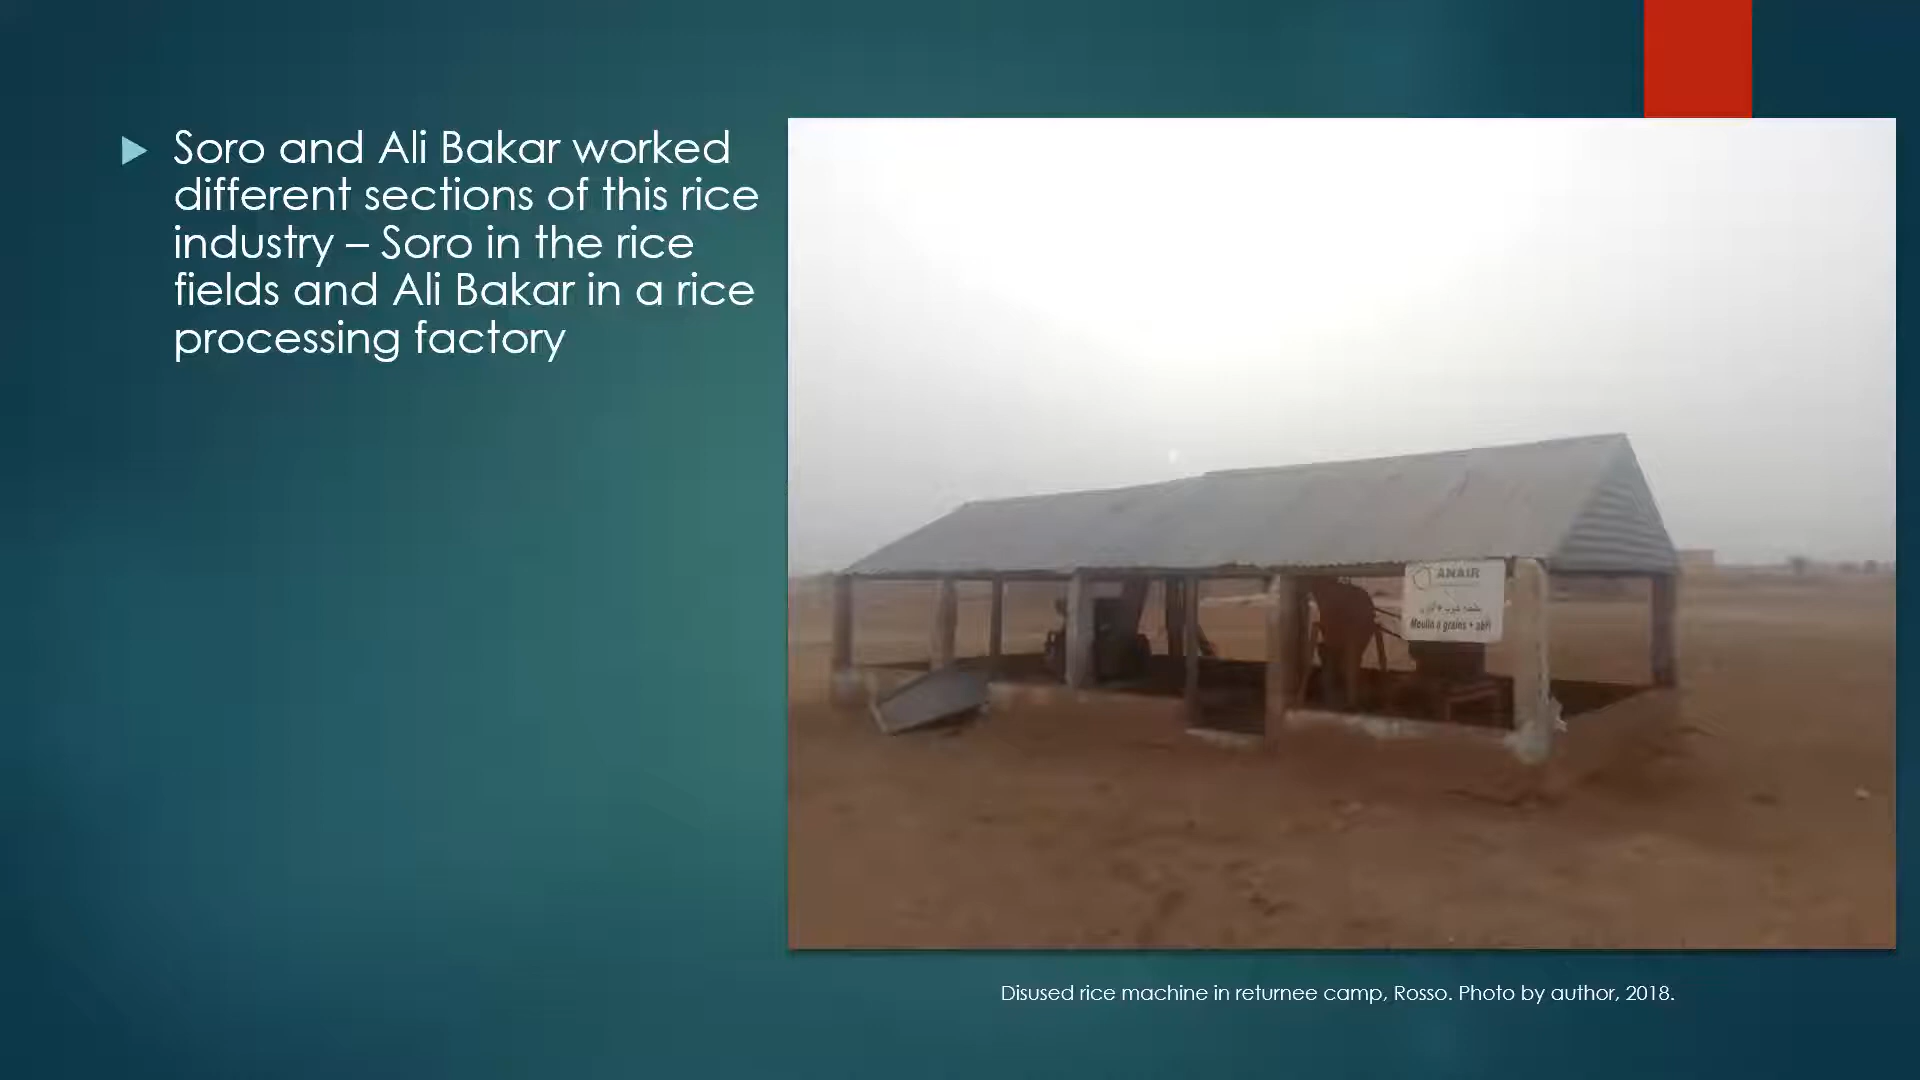 Soro and Ali Bakar worked
different sections of this rice
industry – Soro in the rice
fields and Ali Bakar in a rice
processing factory
ANAIR
Moulin à grains +
Disused rice machine in returnee camp, Rosso. Photo by author, 2018.